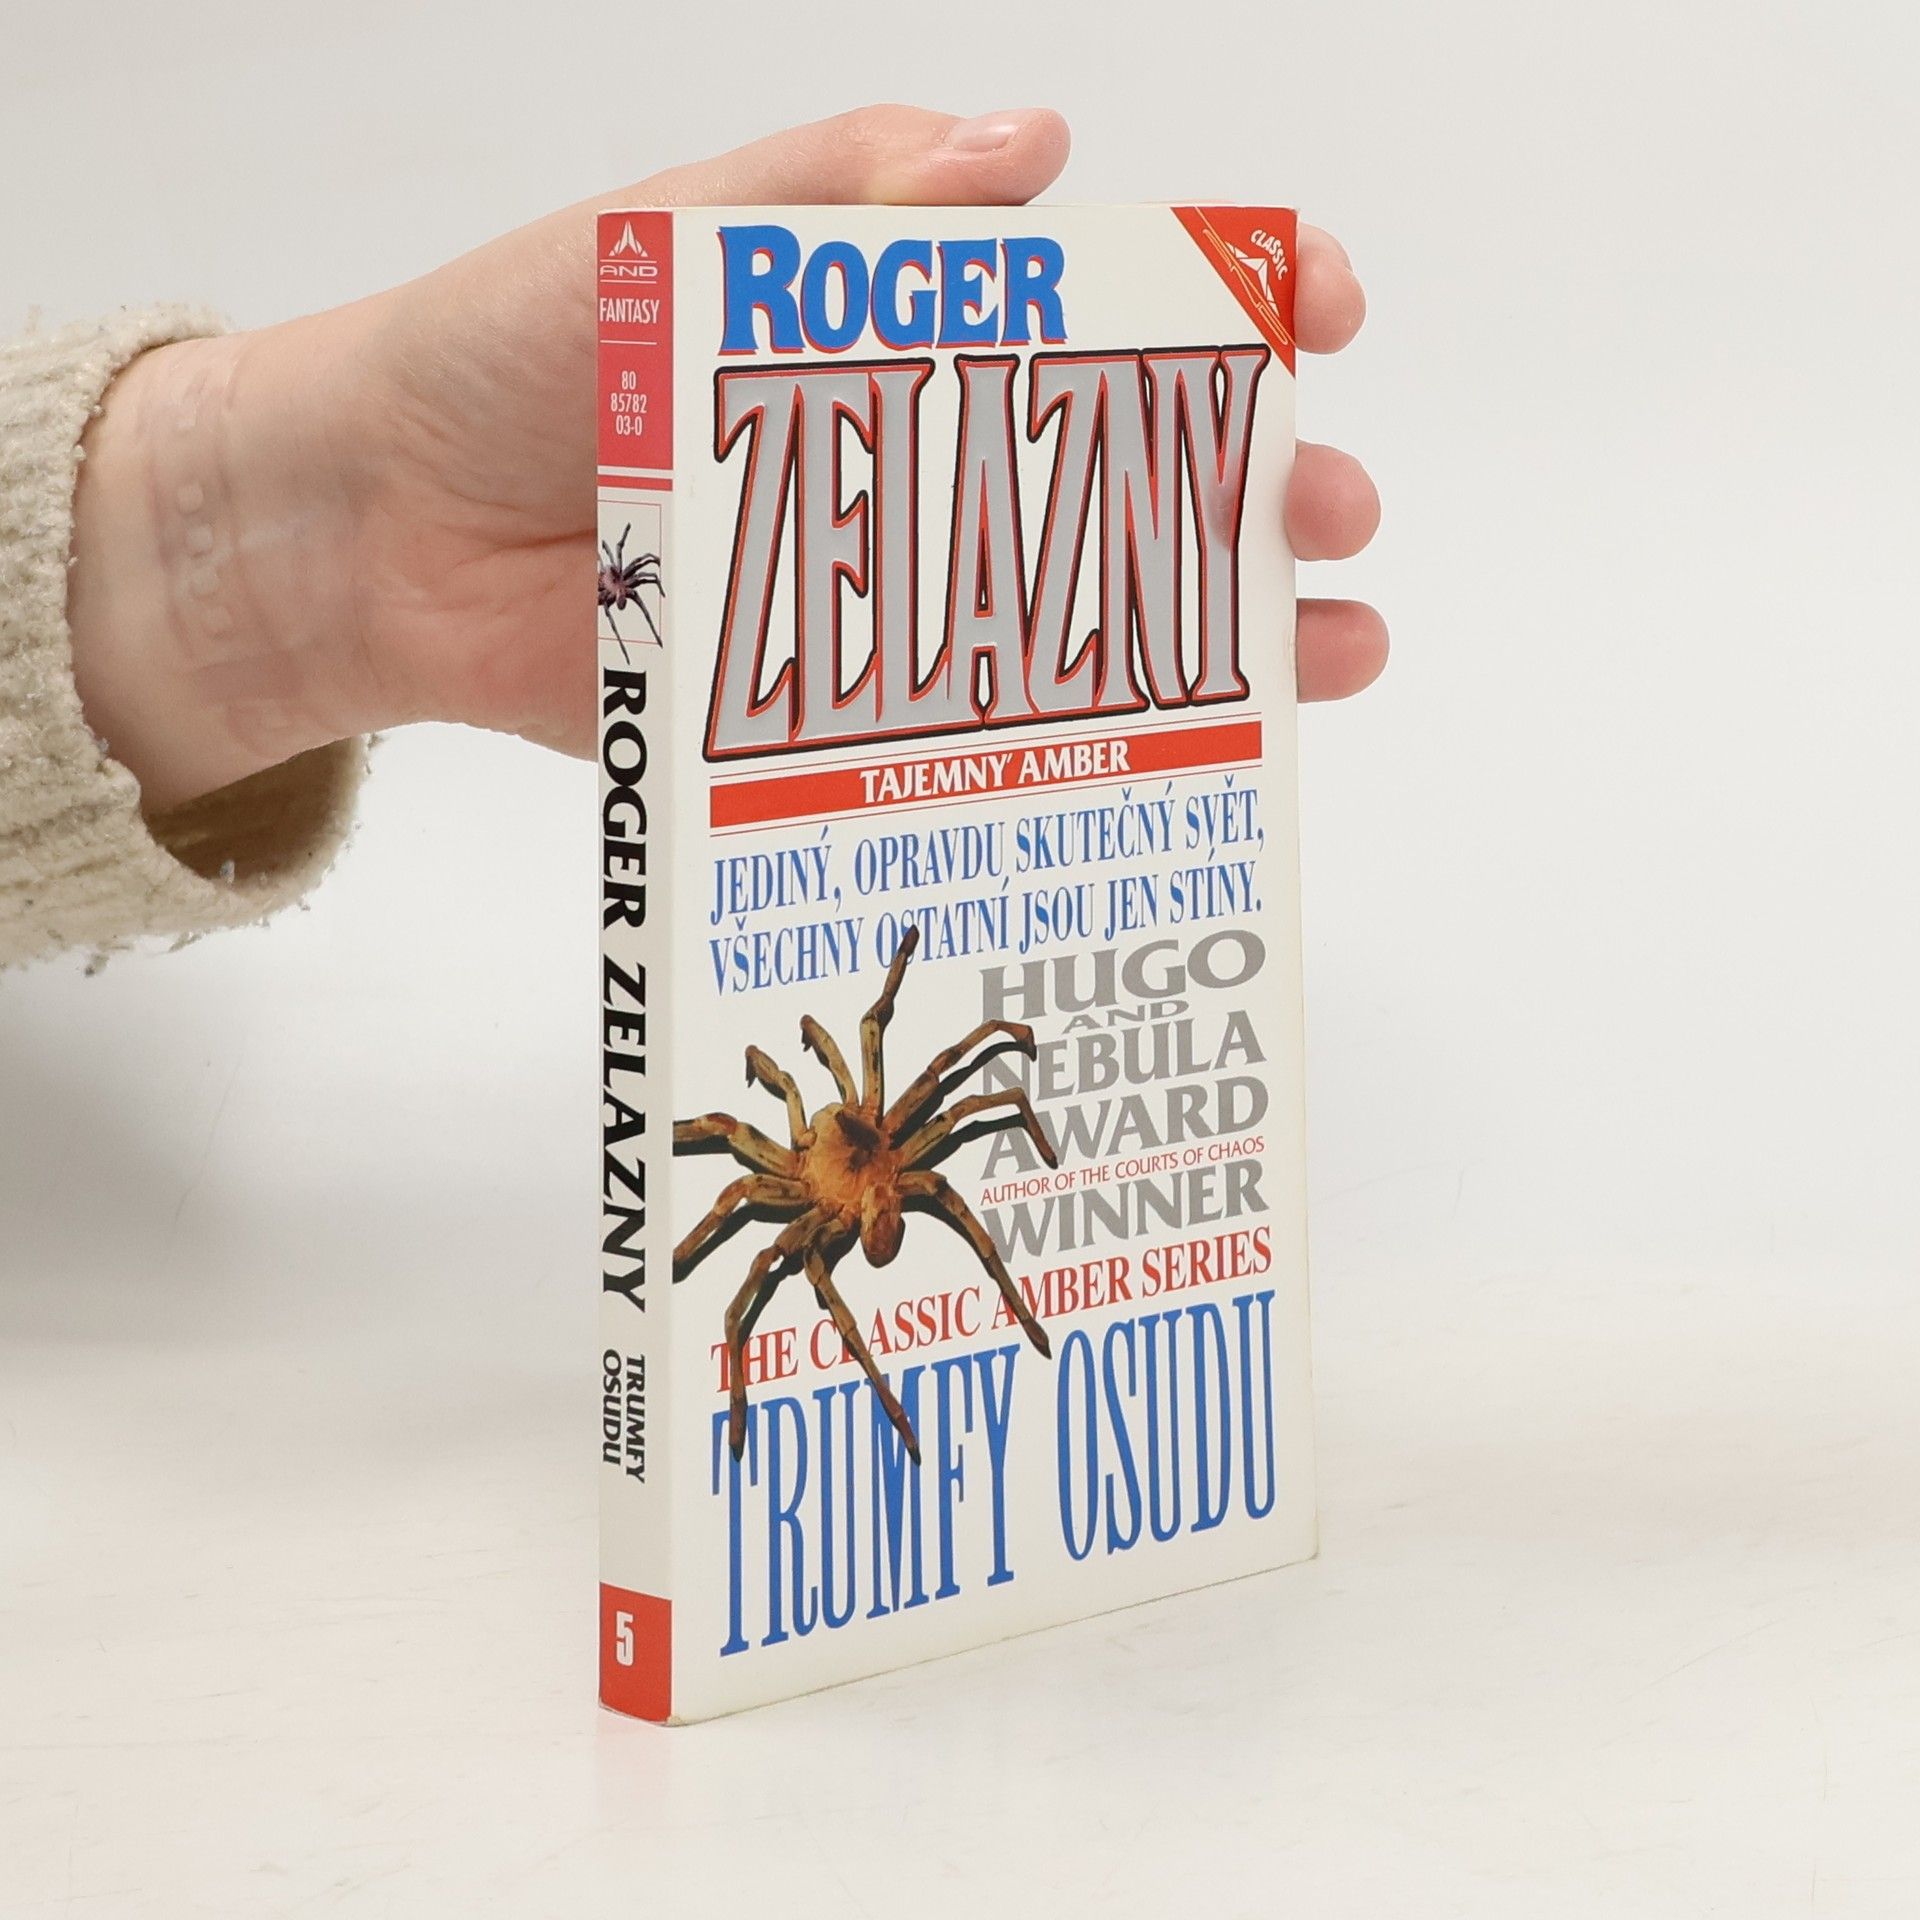 AND
FANTASY
80
85782
03-0
ROGER ZELAZNY
TRUMFY
OSUDU
5
CLASSIC
ROGER
ZELAZNY
TAJEMNÝ AMBER
JEDINÝ, OPRAVDU SKUTEČNÝ SVĚT,
VŠECHNY OSTATNÍ JSOU JEN STÍNY.
HUGO
AND
NEBULA
AWARD
AUTHOR OF THE COURTS OF CHAOS
WINNER
THE CLASSIC AMBER SERIES
TRUMFY OSUDU